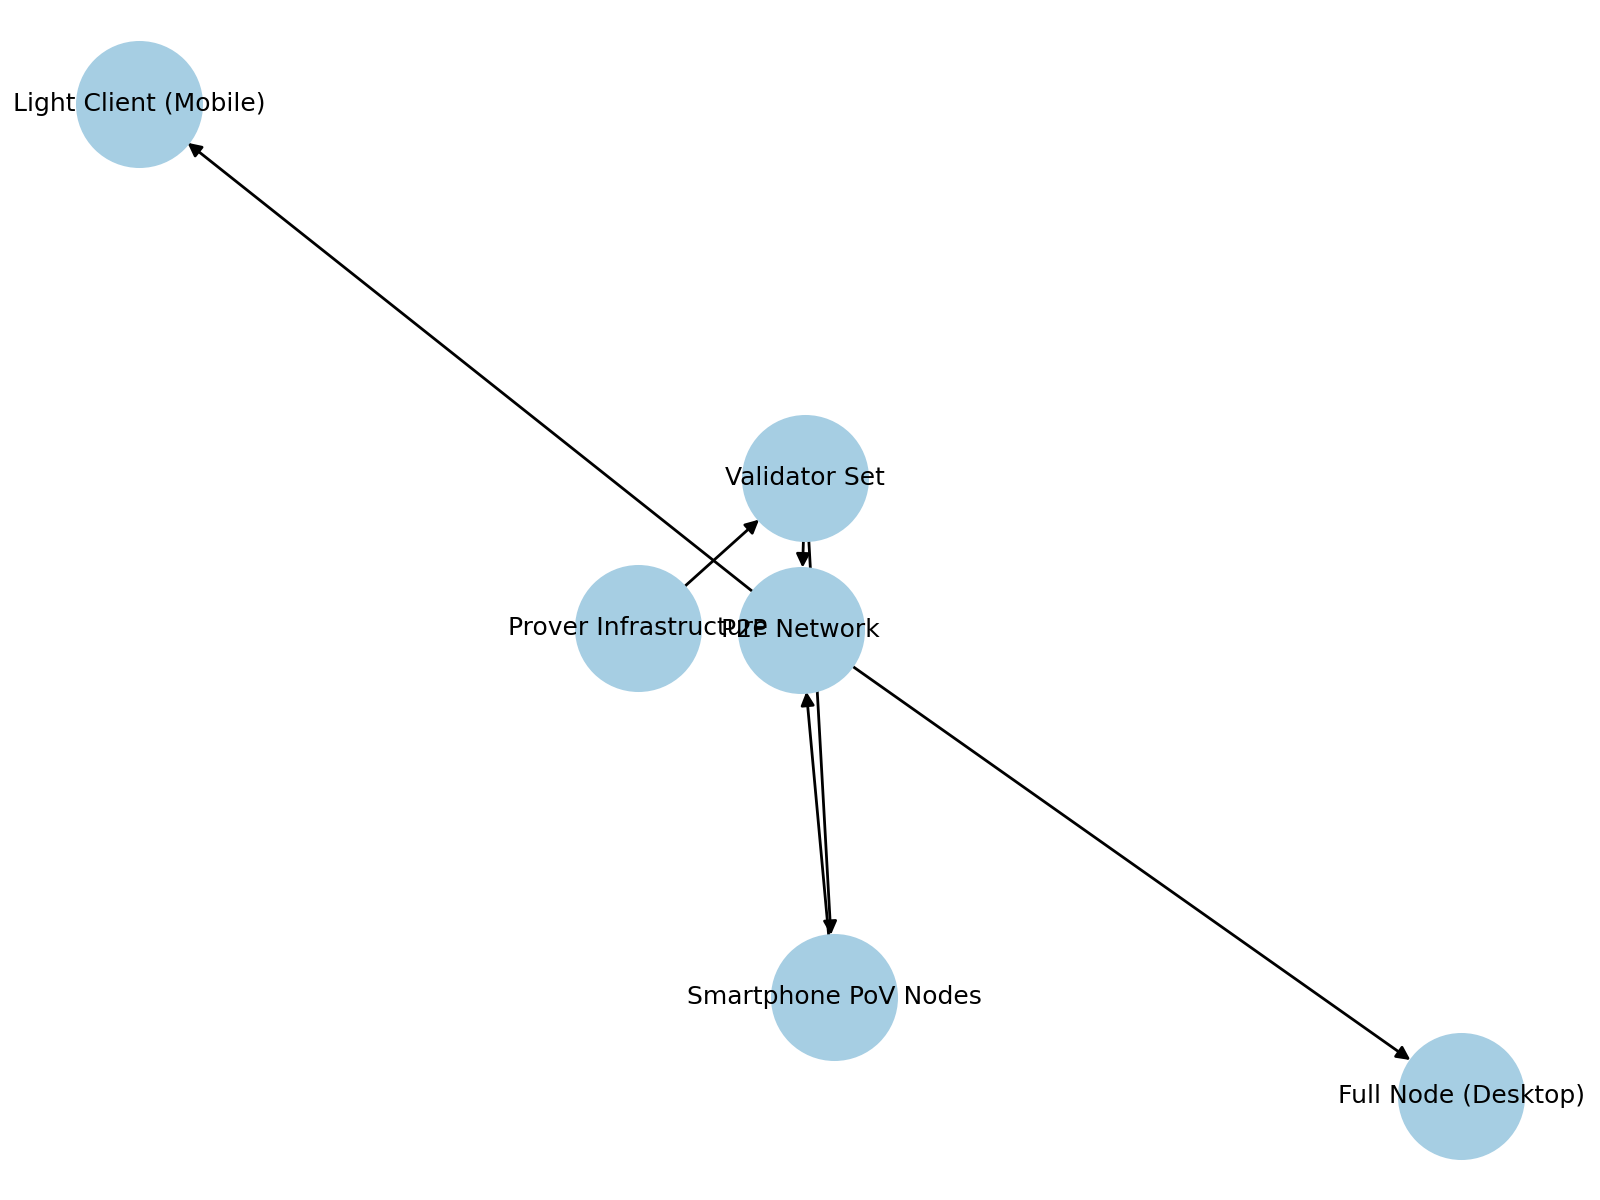 Light Client (Mobile)
Validator Set
Prover Infrastructure
P2P Network
Smartphone PoV Nodes
Full Node (Desktop)